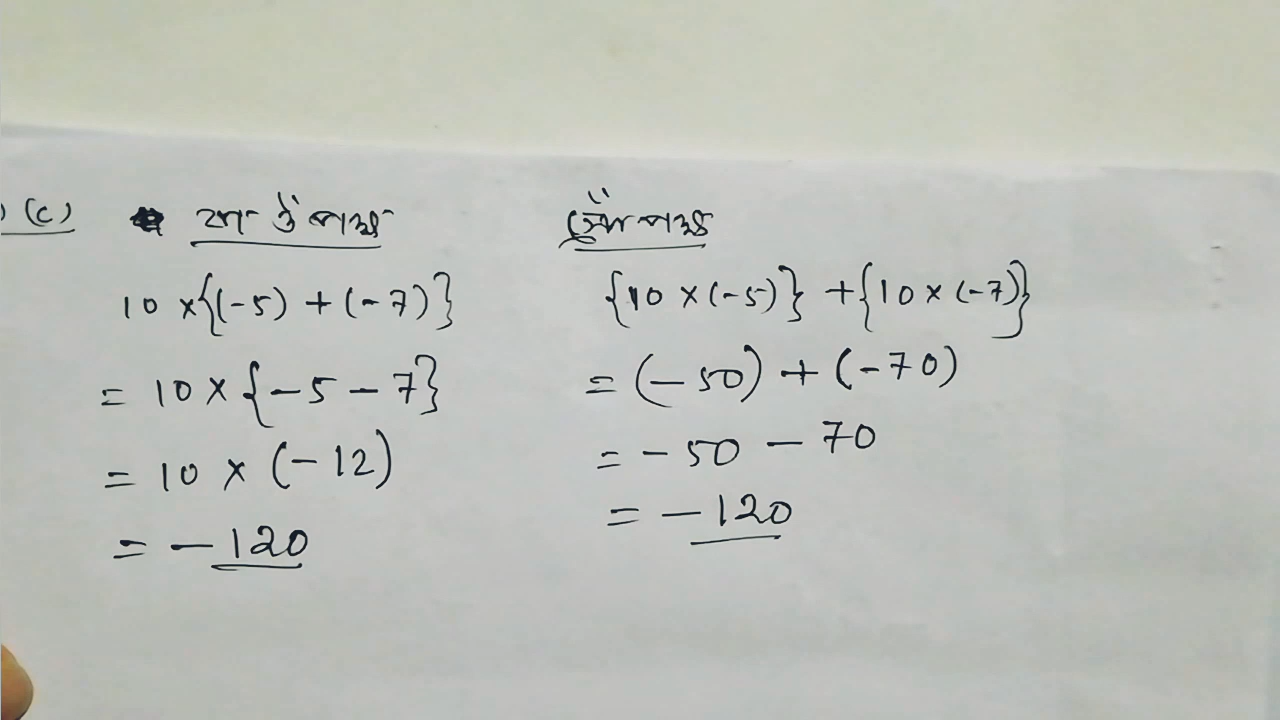 (c) বাওঁপক্ষ
10 × {(-5) + (-7)}
= 10 × {-5 - 7}
= 10 × (-12)
= -120
সোঁপক্ষ
{10 × (-5)} + {10 × (-7)}
= (-50) + (-70)
= -50 - 70
= -120